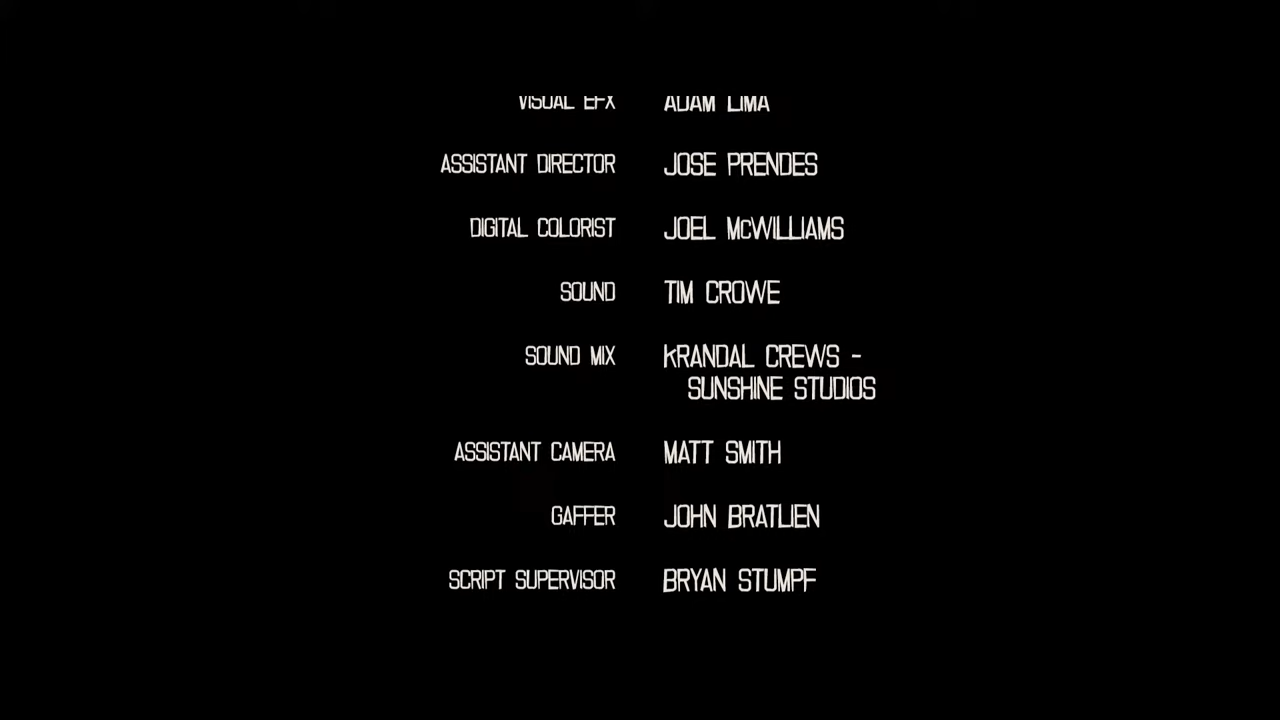 VISUAL EFX ADAM LIMA
ASSISTANT DIRECTOR JOSE PRENDES
DIGITAL COLORIST JOEL McWILLIAMS
SOUND TIM CROWE
SOUND MIX KRANDAL CREWS -
SUNSHINE STUDIOS
ASSISTANT CAMERA MATT SMITH
GAFFER JOHN BRATLIEN
SCRIPT SUPERVISOR BRYAN STUMPF